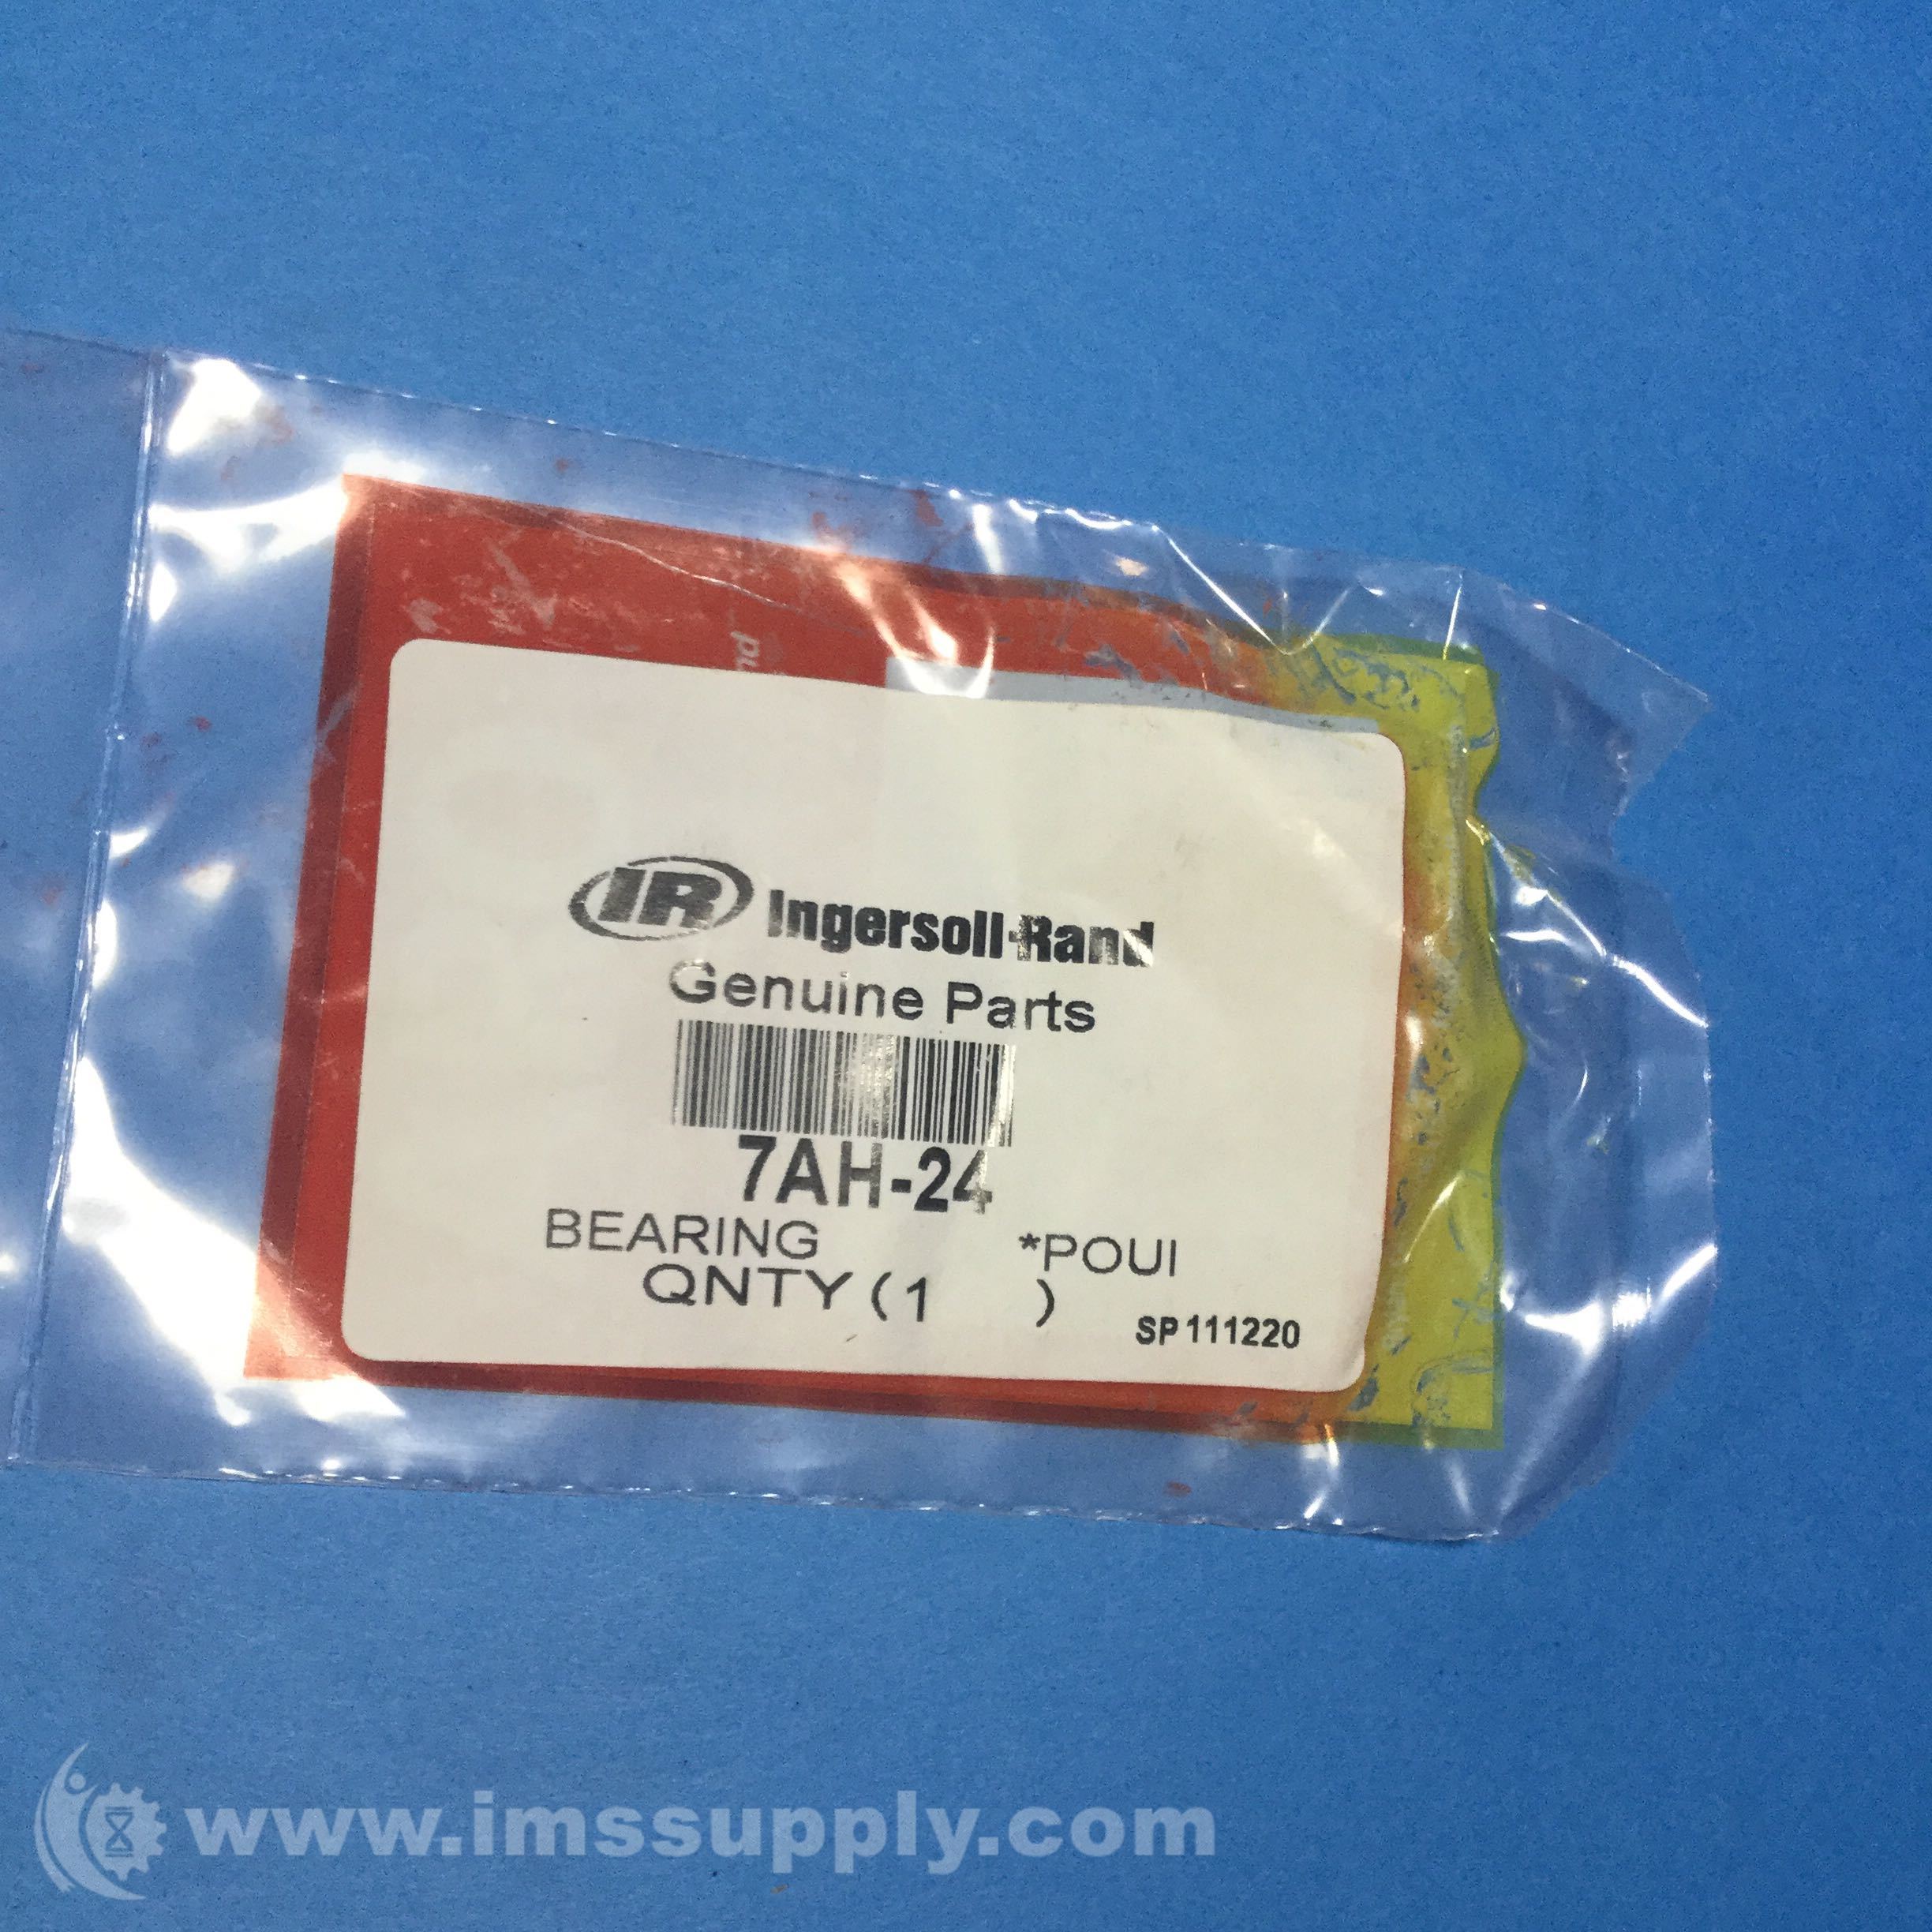 IR Ingersoll-Rand
Genuine Parts
7AH-24
BEARING *POUI
QNTY (1 )
SP 111220
www.imssupply.com